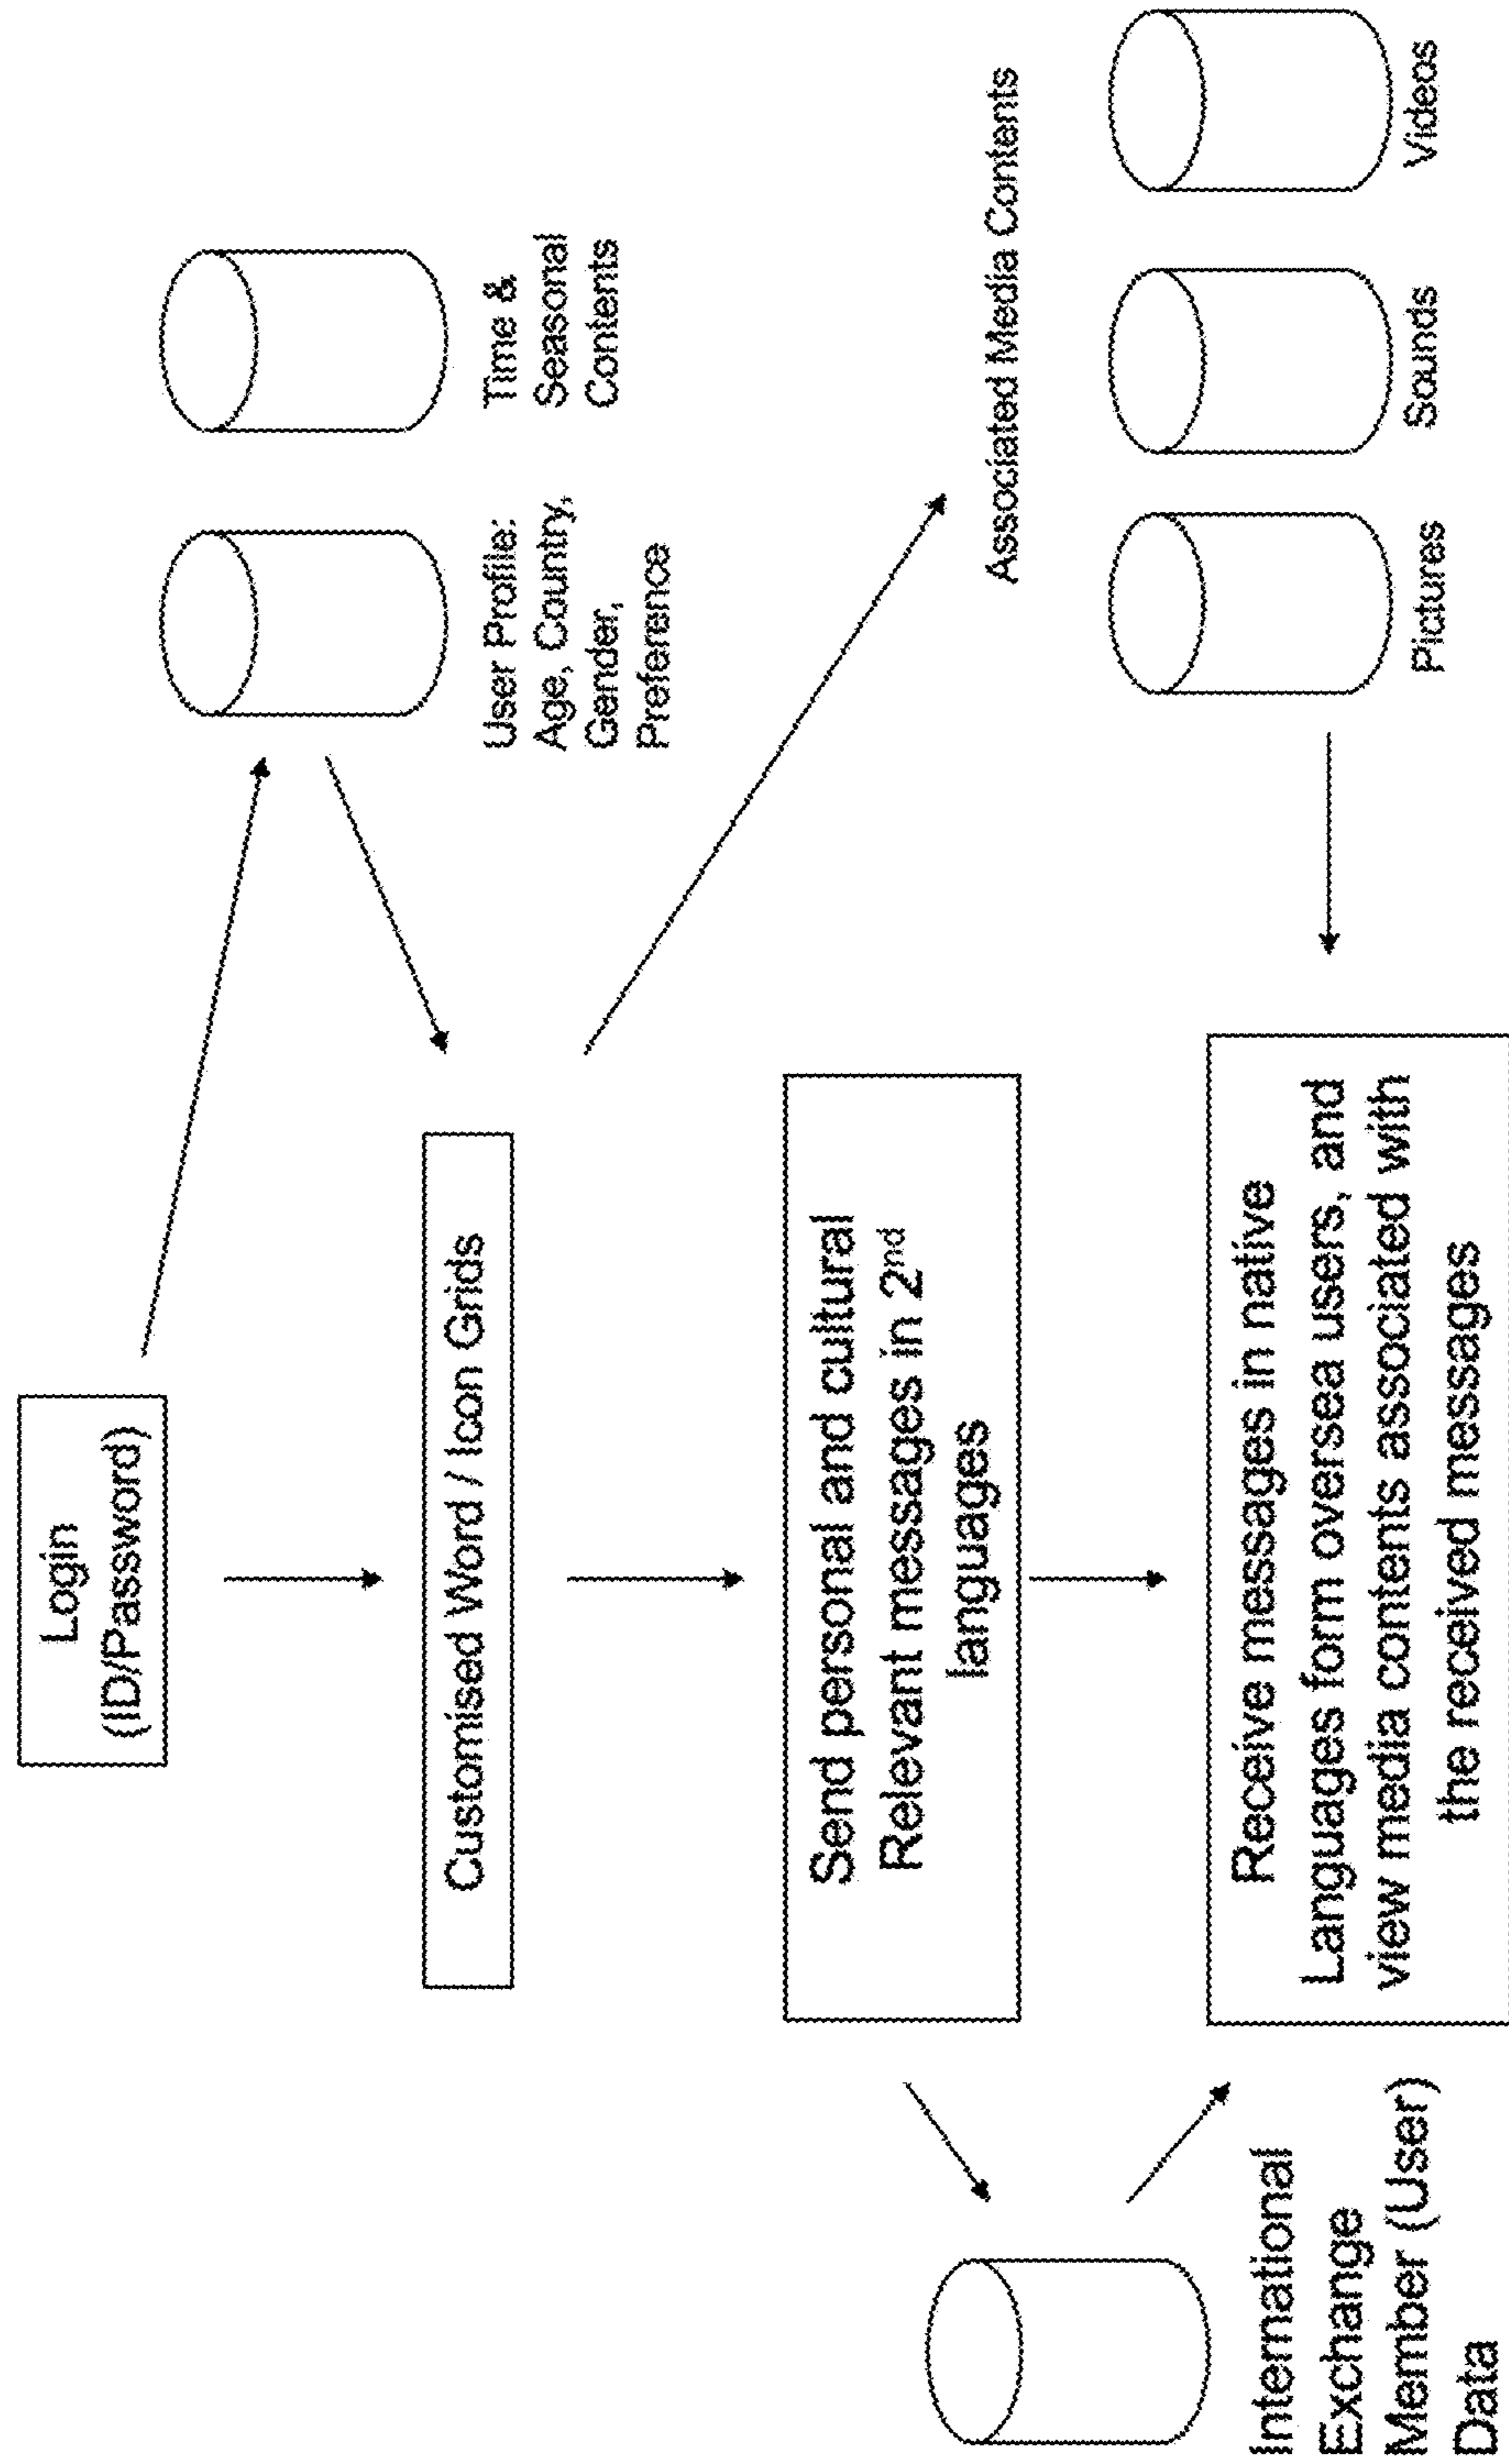 Login
(ID/Password)
User Profile:
Age, Country,
Gender,
Preference
Time &
Seasonal
Contents
Customised Word / Icon Grids
Send personal and cultural
Relevant messages in 2nd
languages
Associated Media Contents
Pictures
Sounds
Videos
International
Exchange
Member (User)
Data
Receive messages in native
Languages form oversea users, and
view media contents associated with
the received messages